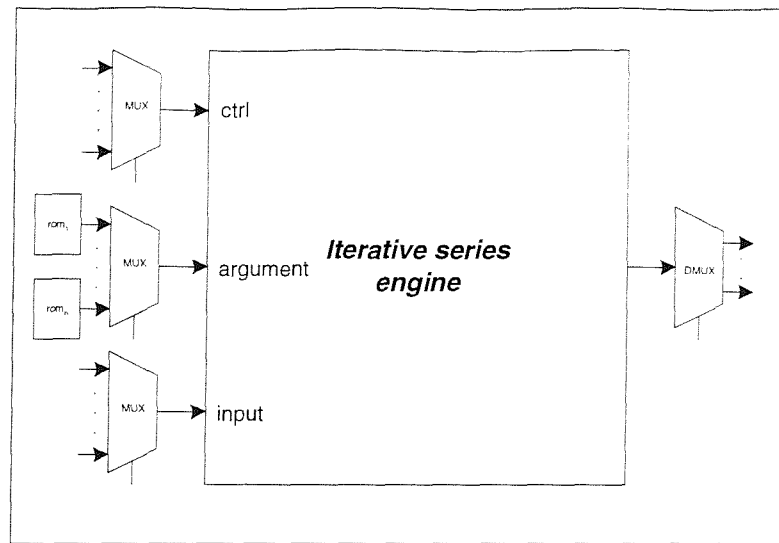 MUX
ctrl
rom₁
MUX
argument
Iterative series
engine
DMUX
romₙ
MUX
input